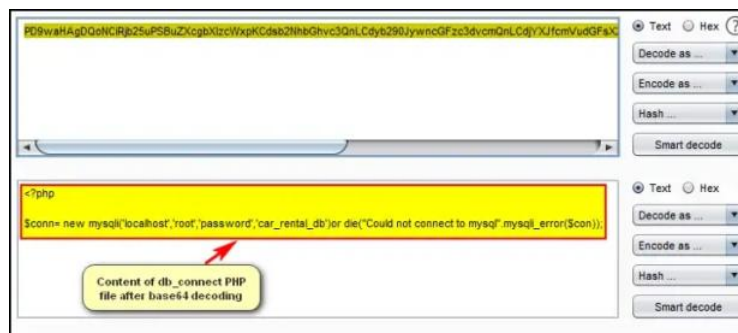 PD9waHAgDQoNCiRjb25uPSBuZXcgbXlzcWxpKCdsb2NhbGhvc3QnLCdyb290JywncGFzc3dvcmQnLCdjYXJfcmVudGFsX
Text Hex ?
Decode as ...
Encode as ...
Hash ...
Smart decode
<?php
$conn= new mysqli('localhost','root','password','car_rental_db')or die("Could not connect to mysql".mysqli_error($con));
Text Hex
Decode as ...
Encode as ...
Hash ...
Smart decode
Content of db_connect PHP
file after base64 decoding